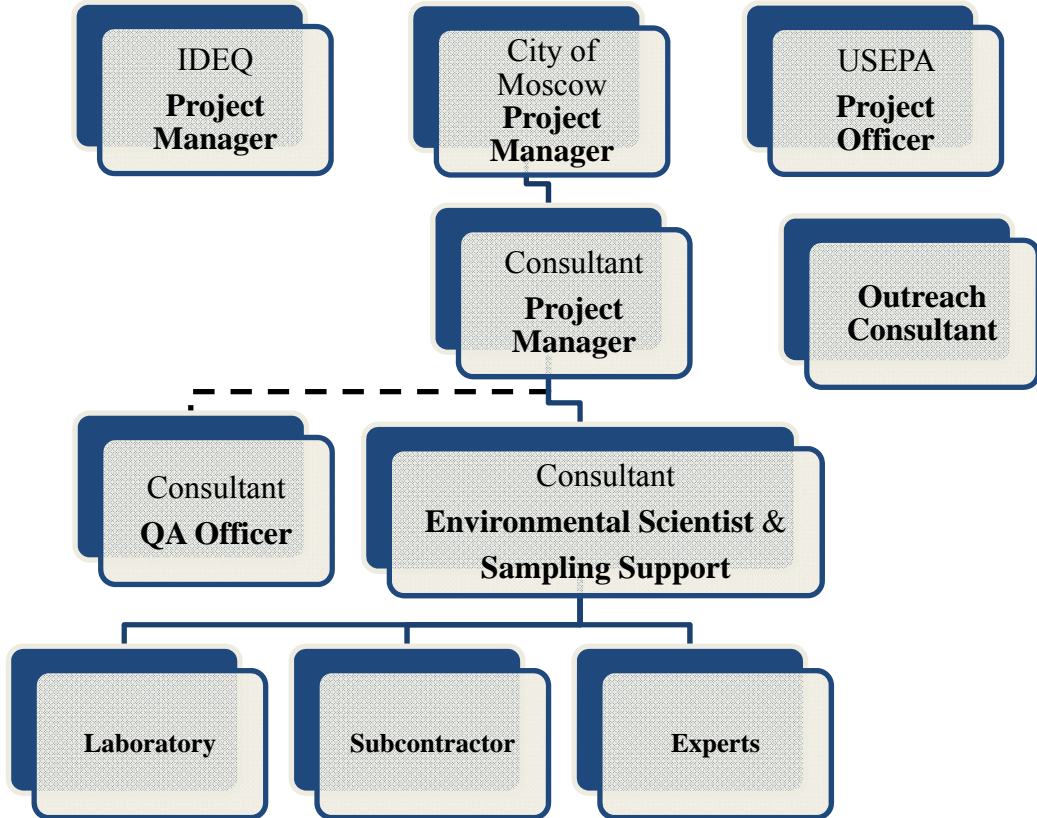 IDEQ
Project
Manager
City of
Moscow
Project
Manager
USEPA
Project
Officer
Consultant
Project
Manager
Outreach
Consultant
Consultant
QA Officer
Consultant
Environmental Scientist &
Sampling Support
Laboratory
Subcontractor
Experts